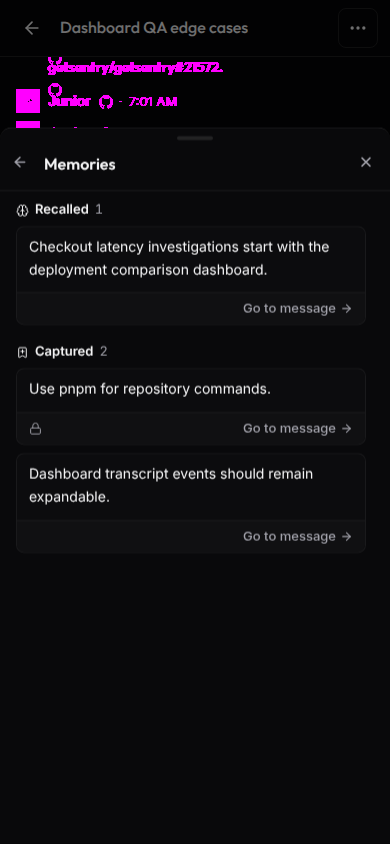 Dashboard QA edge cases
getsentry/getsentry#21572.
Junior · 7:01 AM
Memories
Recalled 1
Checkout latency investigations start with the
deployment comparison dashboard.
Go to message →
Captured 2
Use pnpm for repository commands.
Go to message →
Dashboard transcript events should remain
expandable.
Go to message →